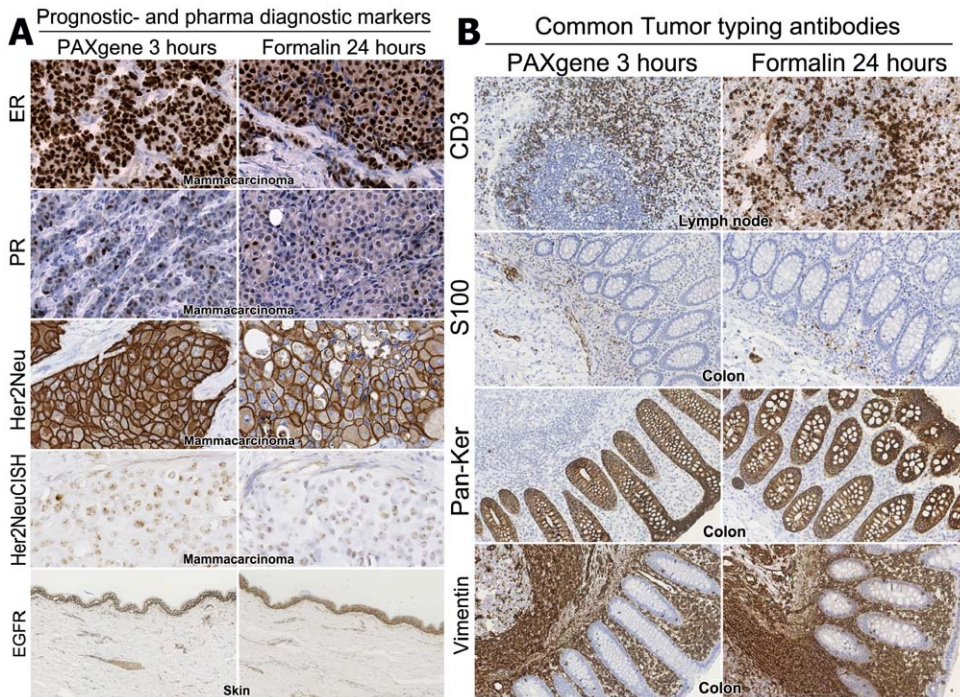 A
Prognostic- and pharma diagnostic markers
PAXgene 3 hours
Formalin 24 hours
ER
Mammacarcinoma
PR
Mammacarcinoma
Her2Neu
Mammacarcinoma
Her2NeuCISH
Mammacarcinoma
EGFR
Skin
B
Common Tumor typing antibodies
PAXgene 3 hours
Formalin 24 hours
CD3
Lymph node
S100
Colon
Pan-Ker
Colon
Vimentin
Colon